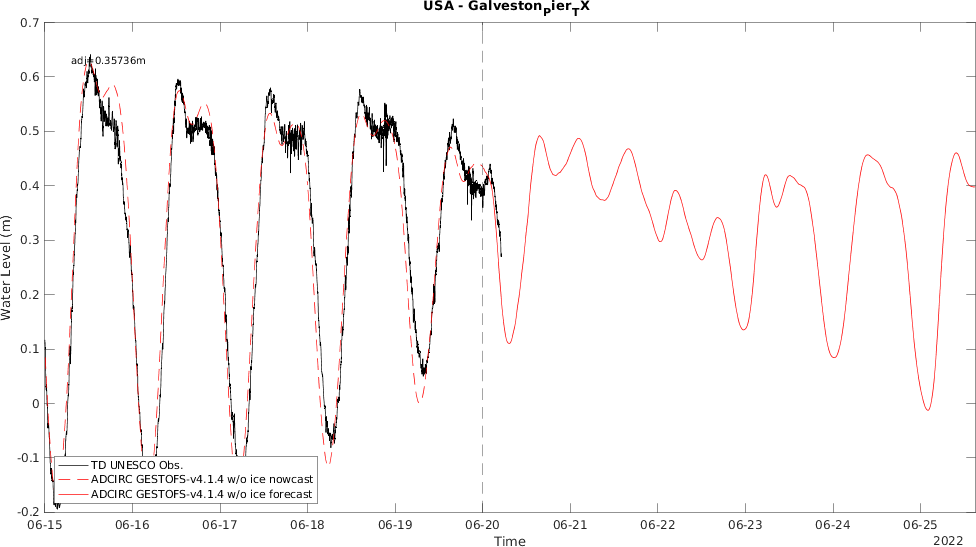 USA - GalvestonPierTX
0.7
adj=0.35736m
0.6
0.5
0.4
0.3
0.2
0.1
0
-0.1
-0.2
Water Level (m)
TD UNESCO Obs.
ADCIRC GESTOFS-v4.1.4 w/o ice nowcast
ADCIRC GESTOFS-v4.1.4 w/o ice forecast
06-15 06-16 06-17 06-18 06-19 06-20 06-21 06-22 06-23 06-24 06-25
Time
2022